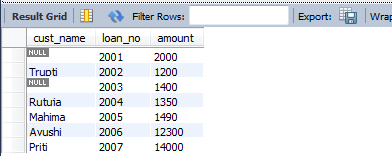 Result Grid Filter Rows: Export: Wrap
cust_name loan_no amount
NULL 2001 2000
Trupti 2002 1200
NULL 2003 1400
Rutuja 2004 1350
Mahima 2005 1490
Ayushi 2006 12300
Priti 2007 14000